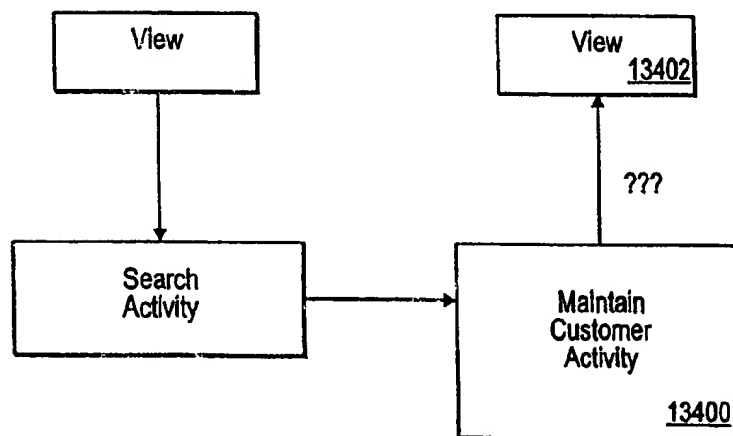 View
View
13402
???
Search
Activity
Maintain
Customer
Activity
13400